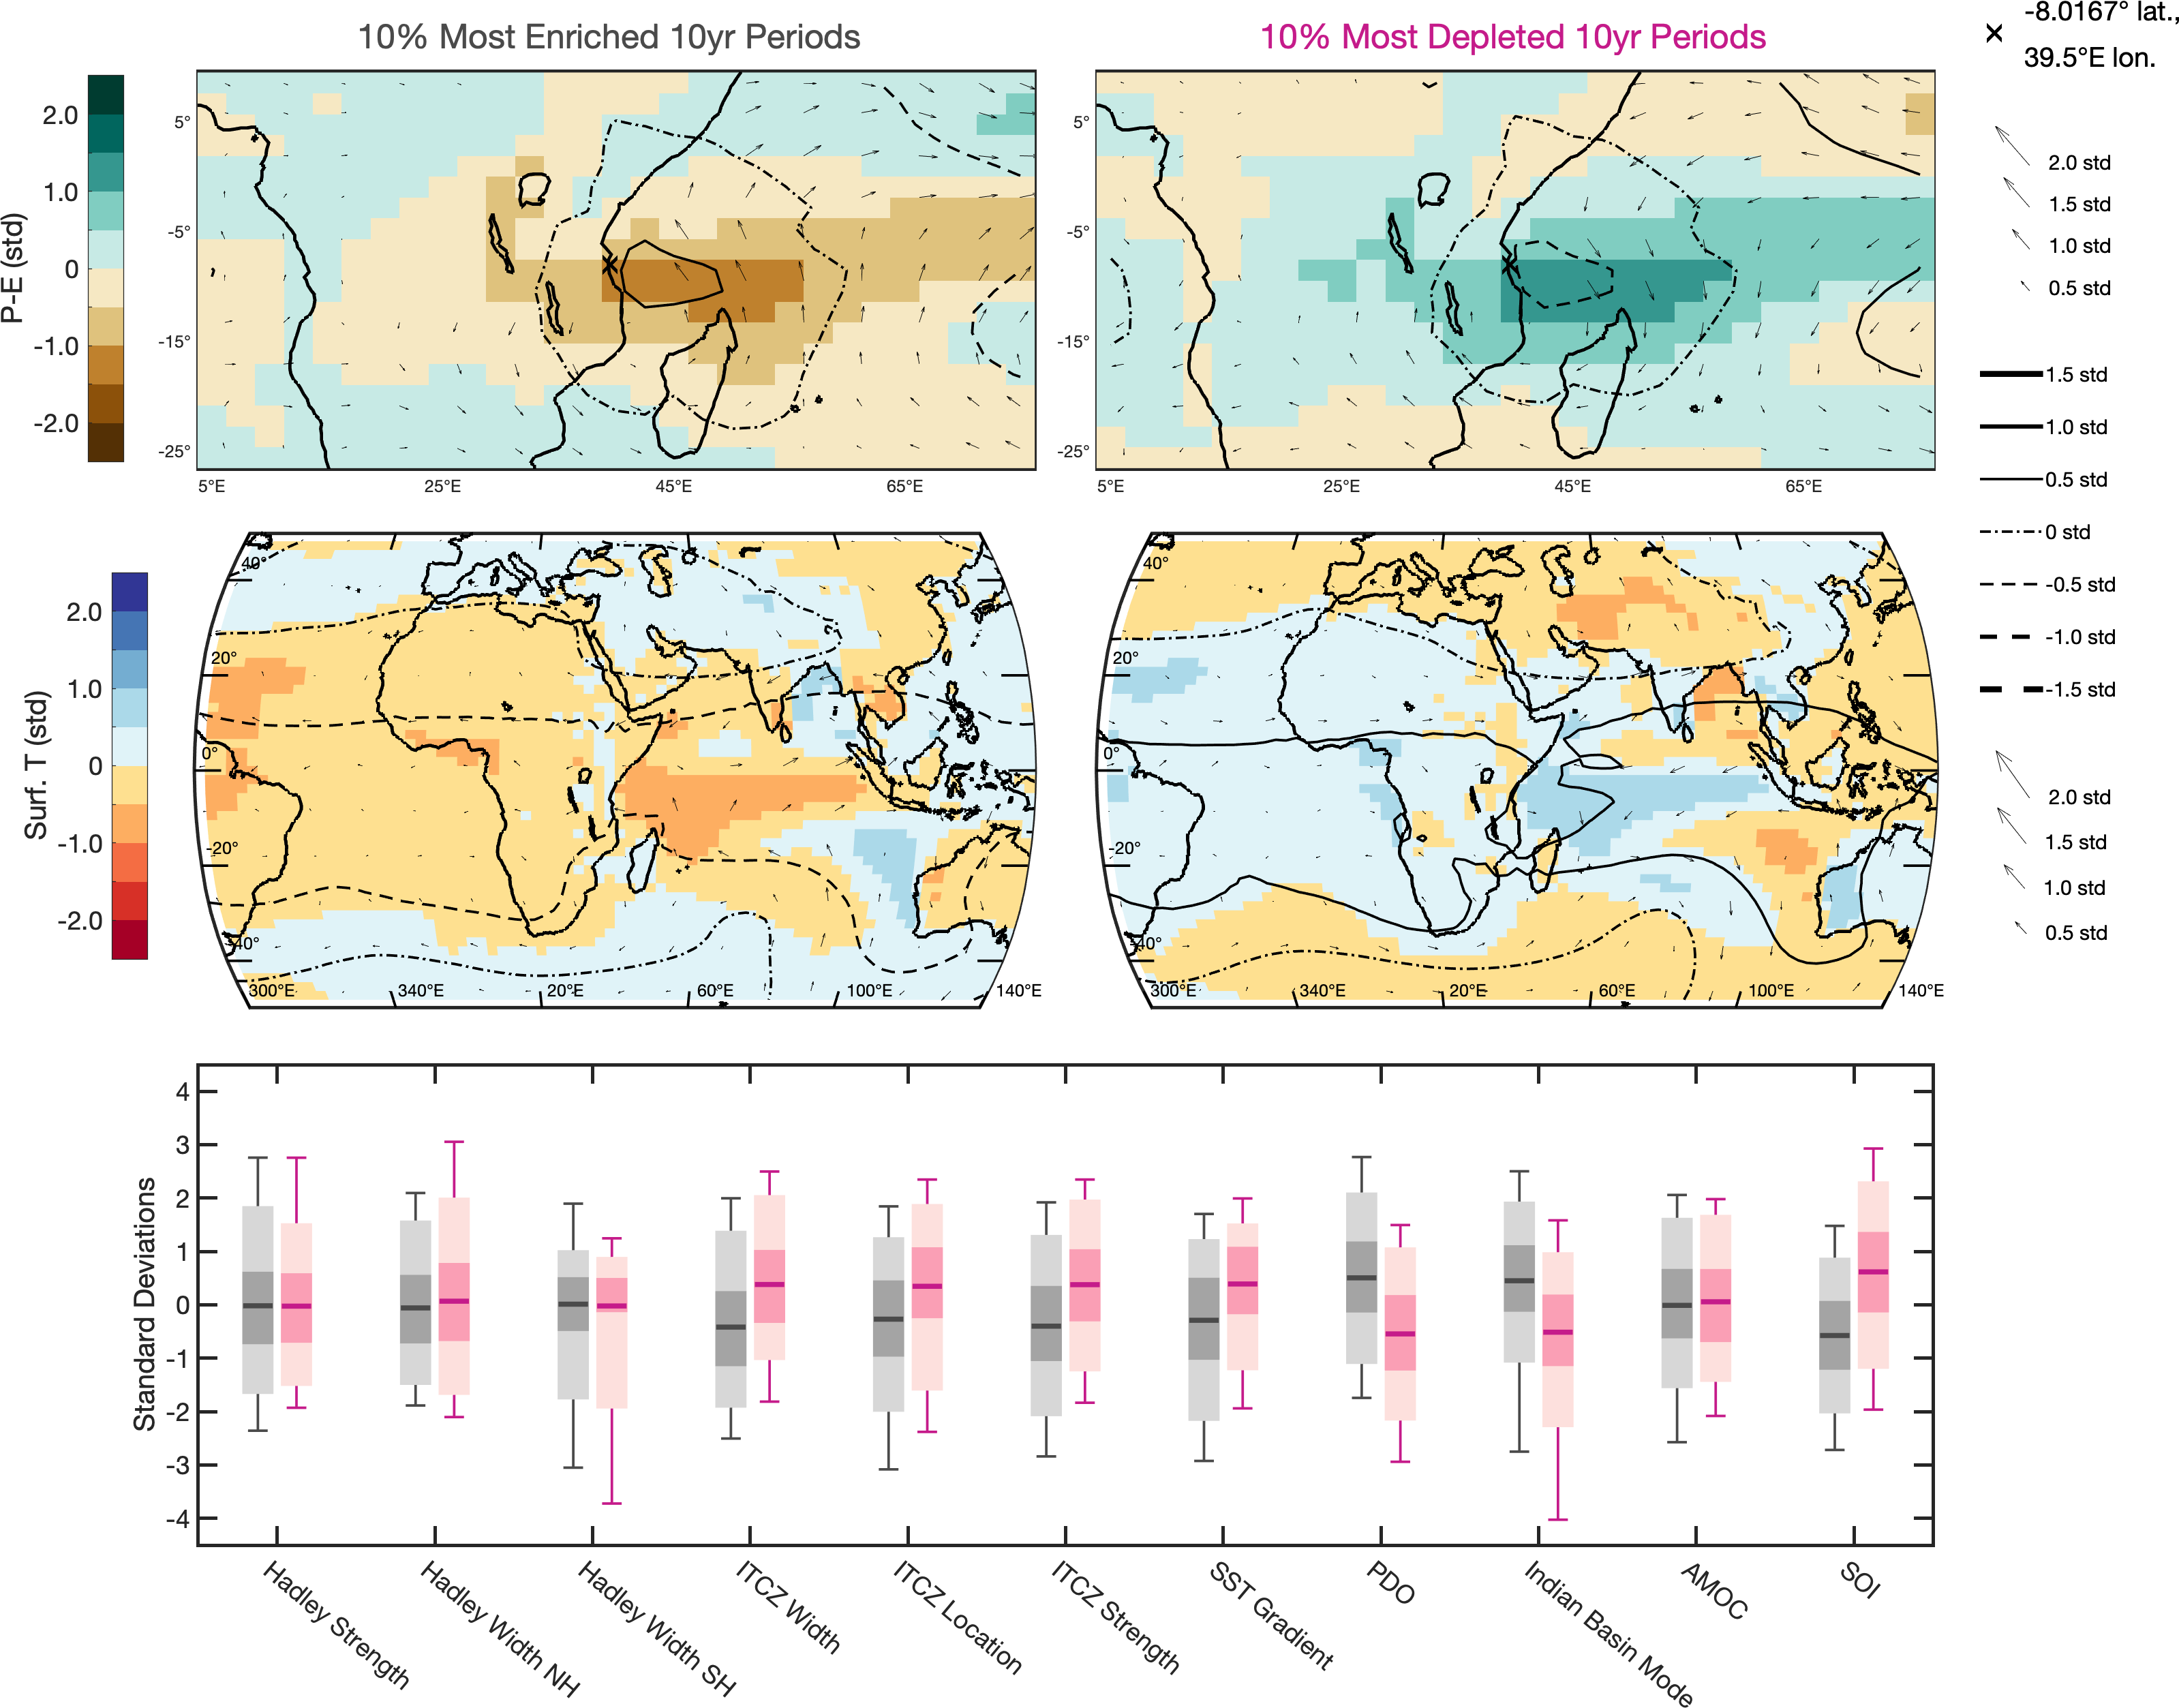 10% Most Enriched 10yr Periods
10% Most Depleted 10yr Periods
-8.0167° lat.,
39.5°E lon.
P-E (std)
2.0
1.0
0
-1.0
-2.0
5°
-5°
-15°
-25°
5°E 25°E 45°E 65°E
5°
-5°
-15°
-25°
5°E 25°E 45°E 65°E
2.0 std
1.5 std
1.0 std
0.5 std
1.5 std
1.0 std
0.5 std
0 std
-0.5 std
-1.0 std
-1.5 std
Surf. T (std)
2.0
1.0
0
-1.0
-2.0
40°
20°
0°
-20°
-40°
300°E 340°E 20°E 60°E 100°E 140°E
40°
20°
0°
-20°
-40°
300°E 340°E 20°E 60°E 100°E 140°E
2.0 std
1.5 std
1.0 std
0.5 std
Standard Deviations
4
3
2
1
0
-1
-2
-3
-4
Hadley Strength
Hadley Width NH
Hadley Width SH
ITCZ Width
ITCZ Location
ITCZ Strength
SST Gradient
PDO
Indian Basin Mode
AMOC
SOI